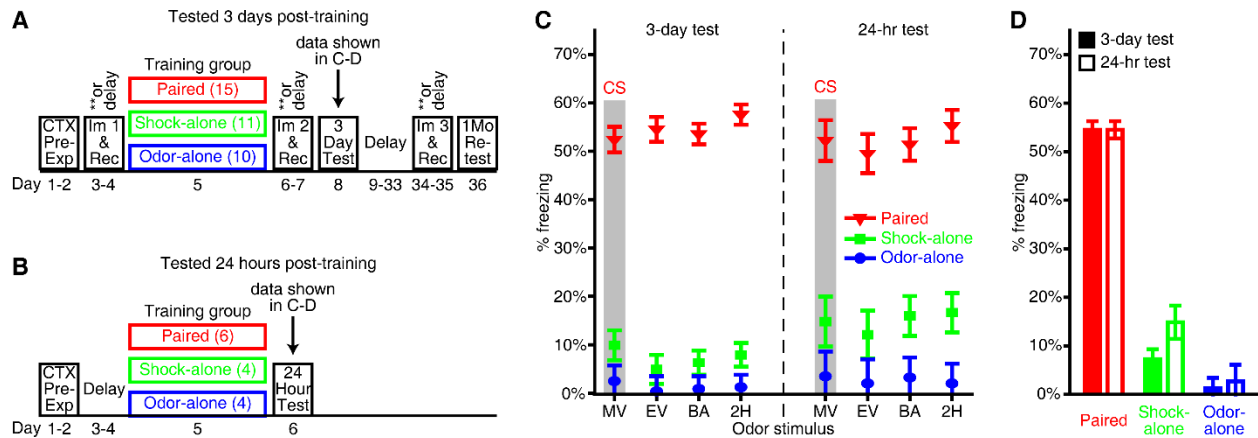 A
Tested 3 days post-training
data shown
in C-D
Training group
Paired (15)
Shock-alone (11)
Odor-alone (10)
CTX
Pre-
Exp
**or
delay
Im 1
&
Rec
**or
delay
Im 2
&
Rec
3
Day
Test
Delay
**or
delay
Im 3
&
Rec
1Mo
Re-
test
Day 1-2 3-4 5 6-7 8 9-33 34-35 36
B
Tested 24 hours post-training
data shown
in C-D
Training group
Paired (6)
Shock-alone (4)
Odor-alone (4)
CTX
Pre-
Exp
Delay
24
Hour
Test
Day 1-2 3-4 5 6
C
3-day test 24-hr test
% freezing
70%
60%
50%
40%
30%
20%
10%
0%
CS CS
Paired
Shock-alone
Odor-alone
MV EV BA 2H MV EV BA 2H
Odor stimulus
D
3-day test
24-hr test
% freezing
70%
60%
50%
40%
30%
20%
10%
0%
Paired
Shock-
alone
Odor-
alone